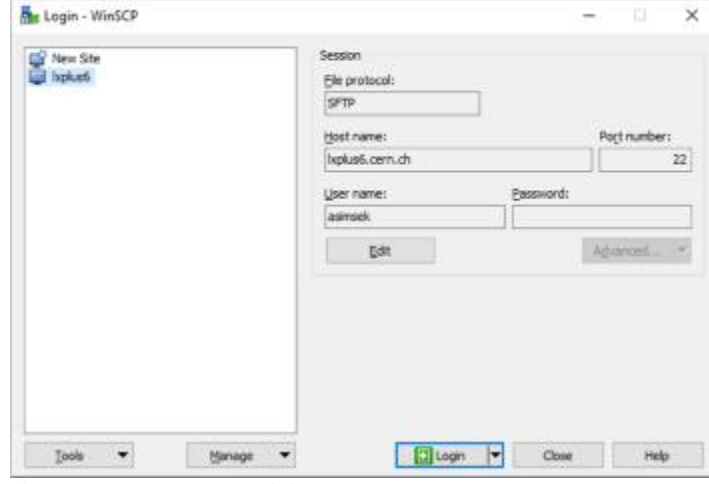 Login - WinSCP
New Site
lxplus6
Session
File protocol:
SFTP
Host name:
Port number:
lxplus6.cern.ch
22
User name:
Password:
asimsek
Edit
Advanced...
Tools
Manage
Login
Close
Help